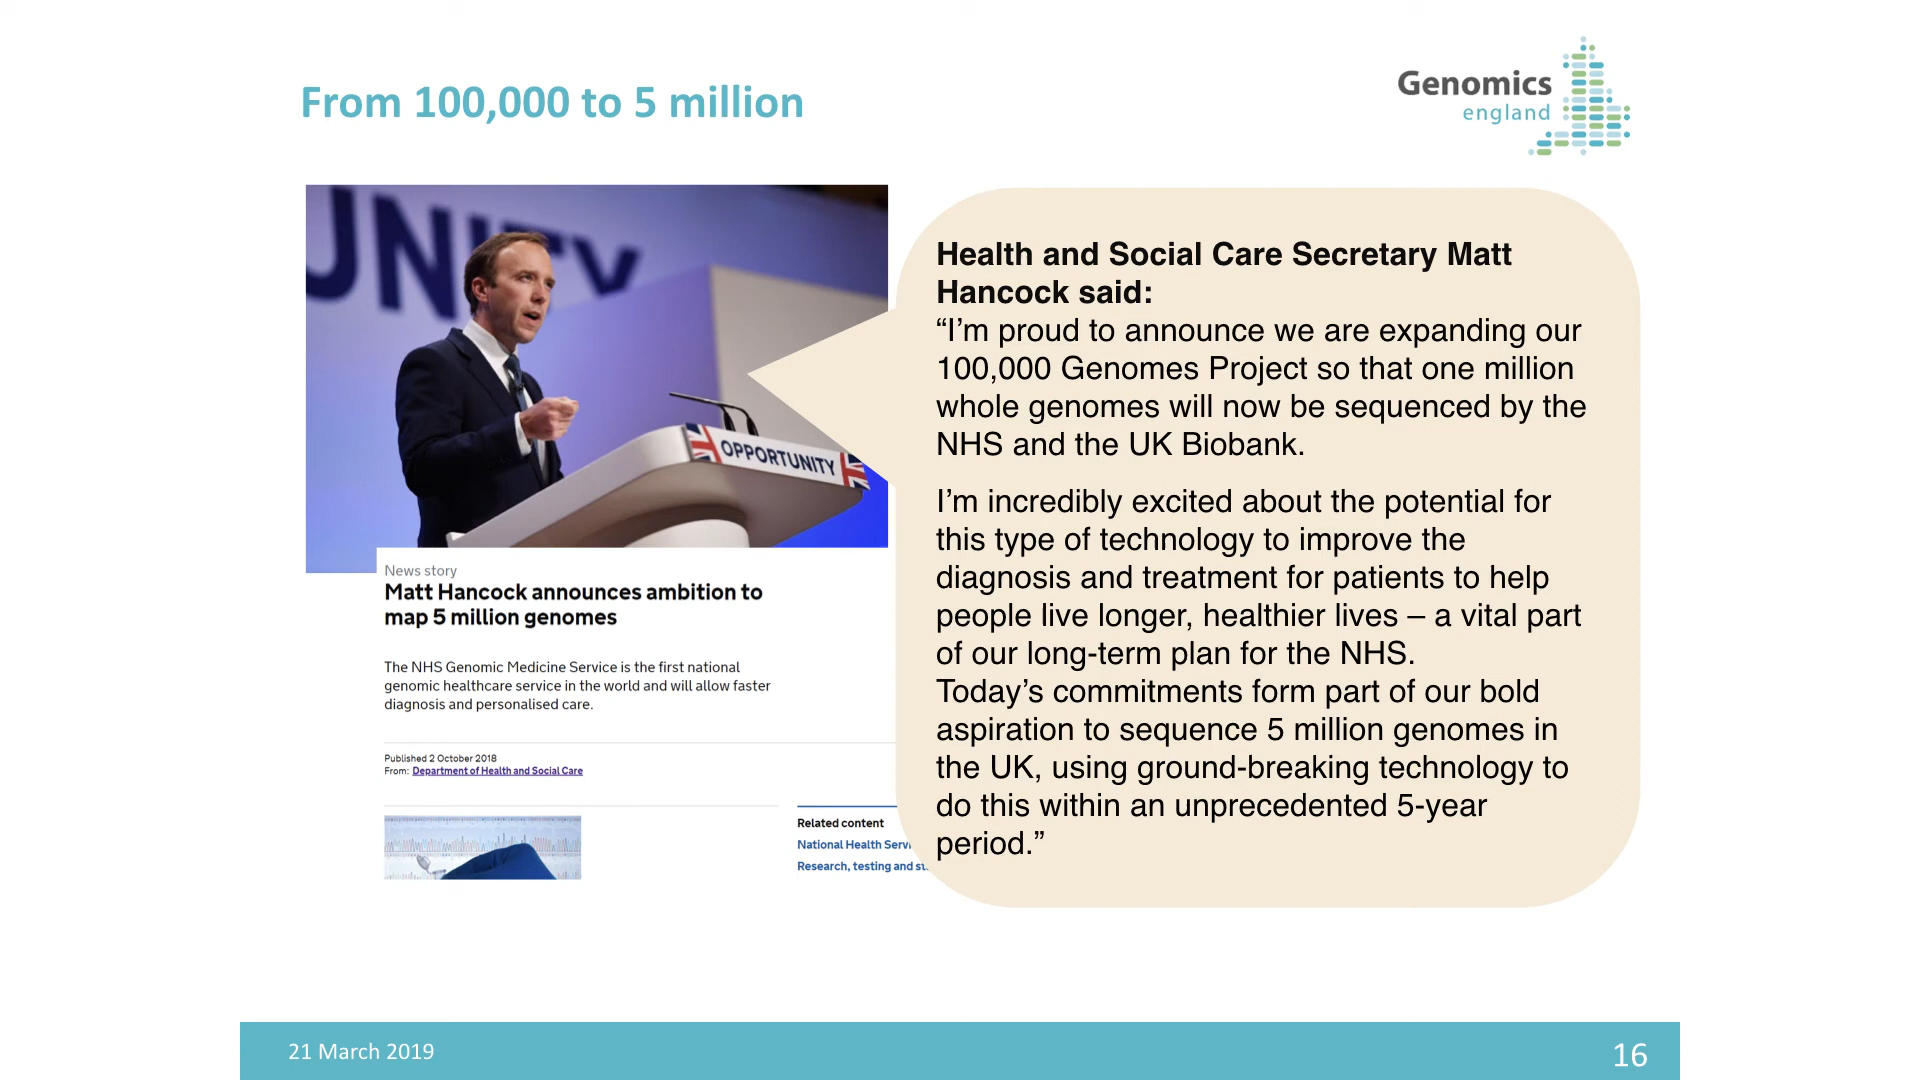 From 100,000 to 5 million
Genomics
england
UNITY
OPPORTUNITY
News story
Matt Hancock announces ambition to
map 5 million genomes
The NHS Genomic Medicine Service is the first national
genomic healthcare service in the world and will allow faster
diagnosis and personalised care.
Published 2 October 2018
From: Department of Health and Social Care
Related content
National Health
Research, testing and
Health and Social Care Secretary Matt
Hancock said:
“I’m proud to announce we are expanding our
100,000 Genomes Project so that one million
whole genomes will now be sequenced by the
NHS and the UK Biobank.
I’m incredibly excited about the potential for
this type of technology to improve the
diagnosis and treatment for patients to help
people live longer, healthier lives – a vital part
of our long-term plan for the NHS.
Today’s commitments form part of our bold
aspiration to sequence 5 million genomes in
the UK, using ground-breaking technology to
do this within an unprecedented 5-year
period.”
21 March 2019
16